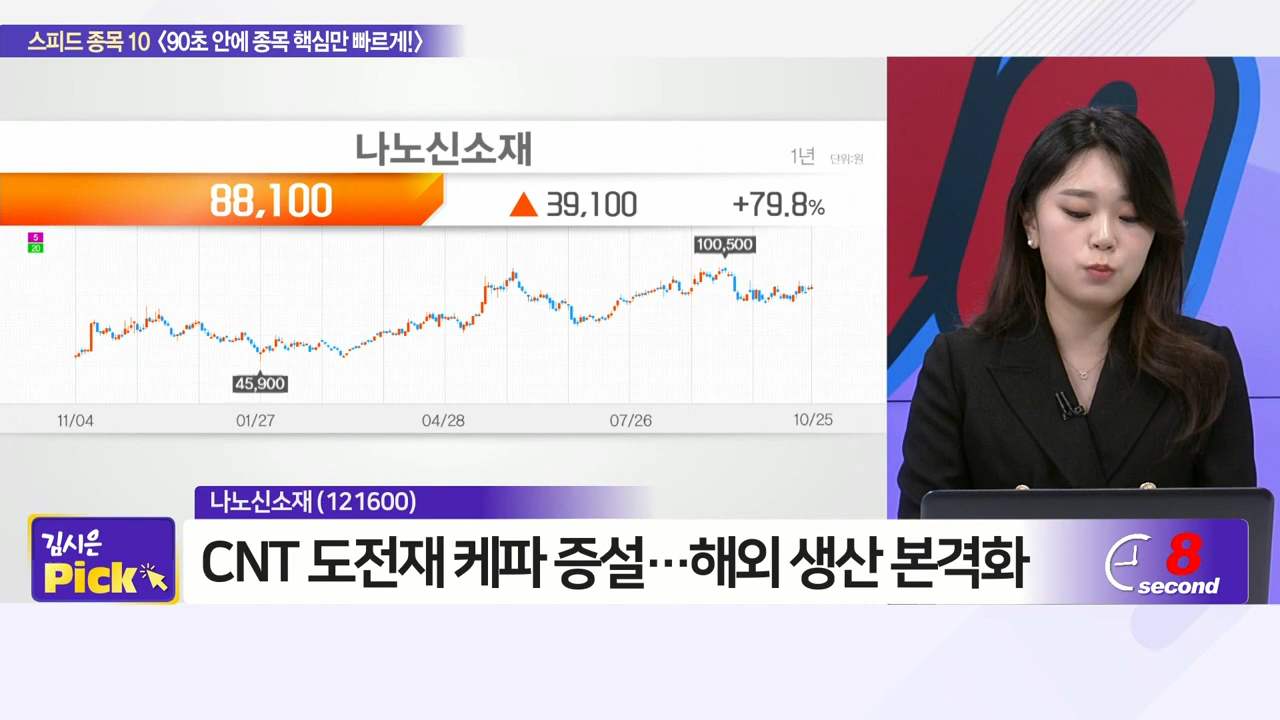 스피드 종목 10 〈90초 안에 종목 핵심만 빠르게!〉
나노신소재
1년 단위:원
88,100 ▲ 39,100 +79.8%
5
20
100,500
45,900
11/04 01/27 04/28 07/26 10/25
나노신소재 (121600)
김시은
Pick
CNT 도전재 케파 증설…해외 생산 본격화
8
second